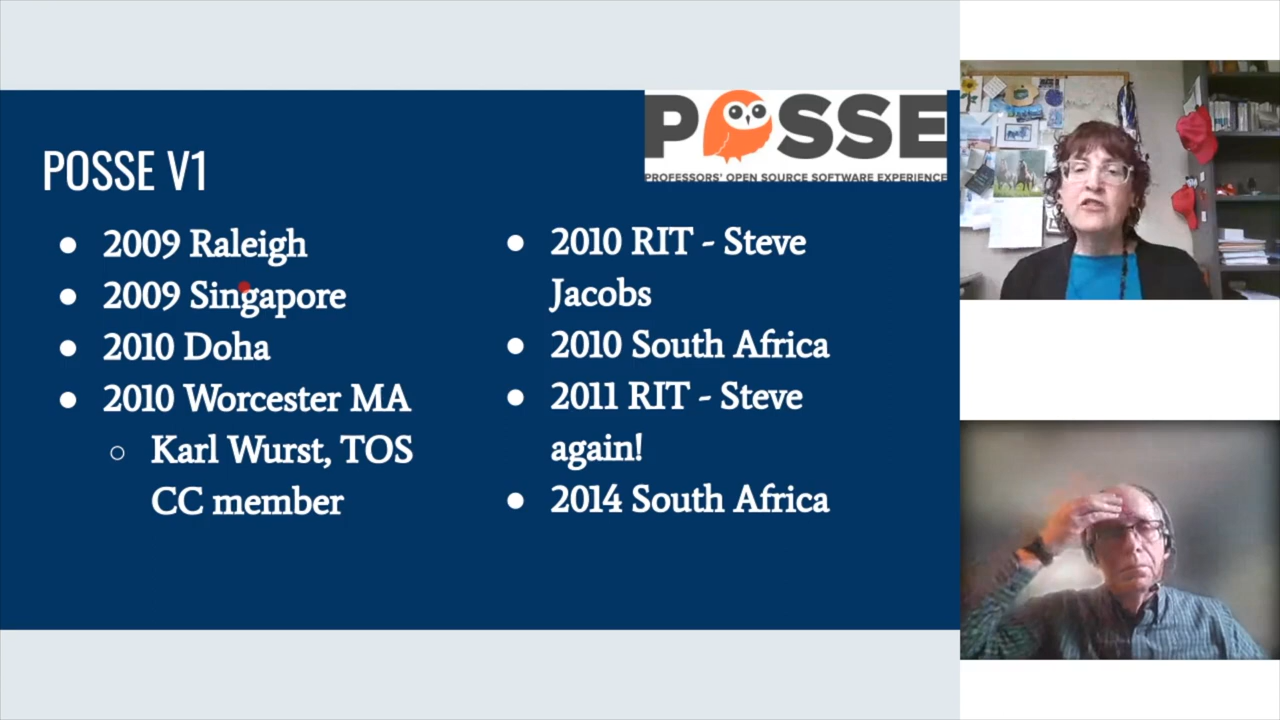 POSSE
PROFESSORS' OPEN SOURCE SOFTWARE EXPERIENCE
POSSE V1
2009 Raleigh
2009 Singapore
2010 Doha
2010 Worcester MA
Karl Wurst, TOS
CC member
2010 RIT - Steve
Jacobs
2010 South Africa
2011 RIT - Steve
again!
2014 South Africa